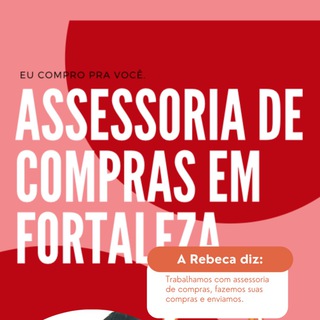 EU COMPRO PRA VOCÊ.
ASSESSORIA DE
COMPRAS EM
FORTALEZA
A Rebeca diz:
Trabalhamos com assessoria
de compras, fazemos suas
compras e enviamos.